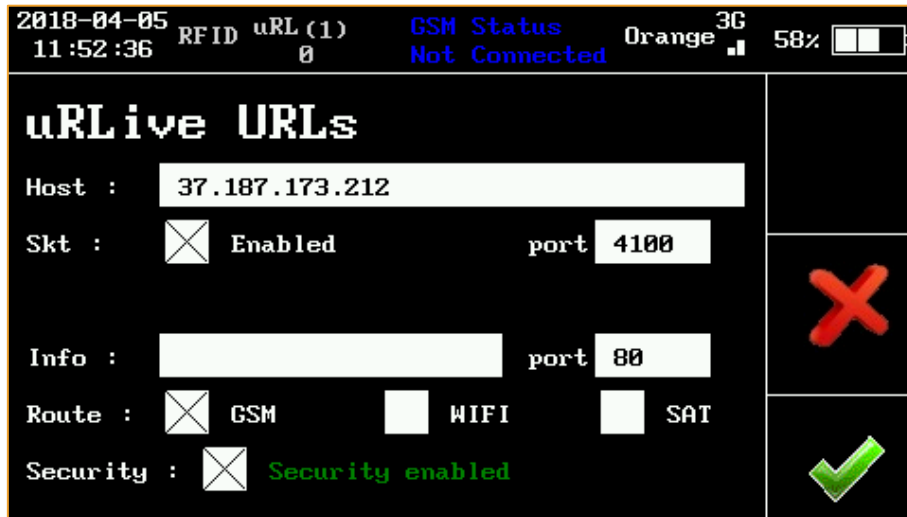 2018-04-05 RFID uRL(1) GSM Status Orange 3G 58%
11:52:36 0 Not Connected
uRLive URLs
Host : 37.187.173.212
Skt : Enabled port 4100
Info : port 80
Route : GSM WIFI SAT
Security : Security enabled